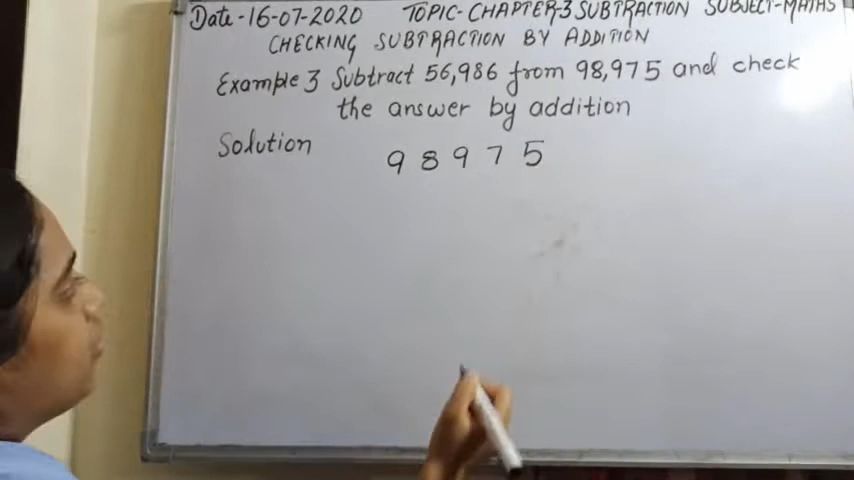 Date-16-07-2020 TOPIC-CHAPTER-3 SUBTRACTION SUBJECT-MATHS
CHECKING SUBTRACTION BY ADDITION
Example 3 Subtract 56,986 from 98,975 and check
the answer by addition
Solution 9 8 9 7 5